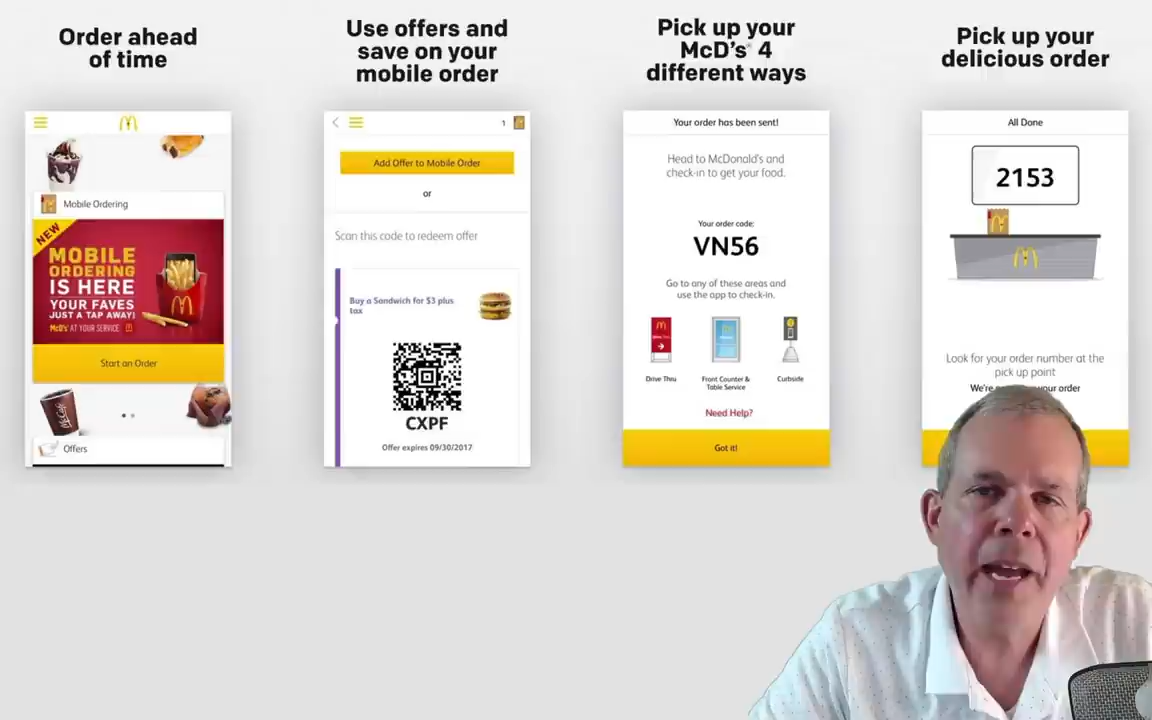 Order ahead
of time
Mobile Ordering
NEW
MOBILE
ORDERING
IS HERE
YOUR FAVES
JUST A TAP AWAY)
McD's AT YOUR SERVICE
Start an Order
McCafé
Offers
Use offers and
save on your
mobile order
1
Add Offer to Mobile Order
or
Scan this code to redeem offer
Buy a Sandwich for $3 plus
tax
CXPF
Offer expires 09/30/2017
Pick up your
McD's® 4
different ways
Your order has been sent!
Head to McDonald's and
check-in to get your food.
Your order code:
VN56
Go to any of these areas and
use the app to check-in.
Drive Thru
Front Counter &
Table Service
Curbside
Need Help?
Got it!
Pick up your
delicious order
All Done
2153
Look for your order number at the
pick up point
We're your order